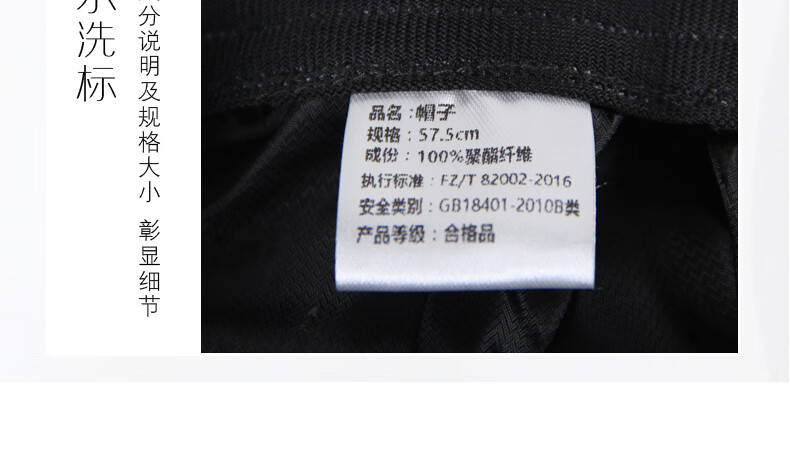 洗标
分说明及规格大小 彰显细节
品名:帽子
规格:57.5cm
成份:100%聚酯纤维
执行标准:FZ/T 82002-2016
安全类别:GB18401-2010B类
产品等级:合格品